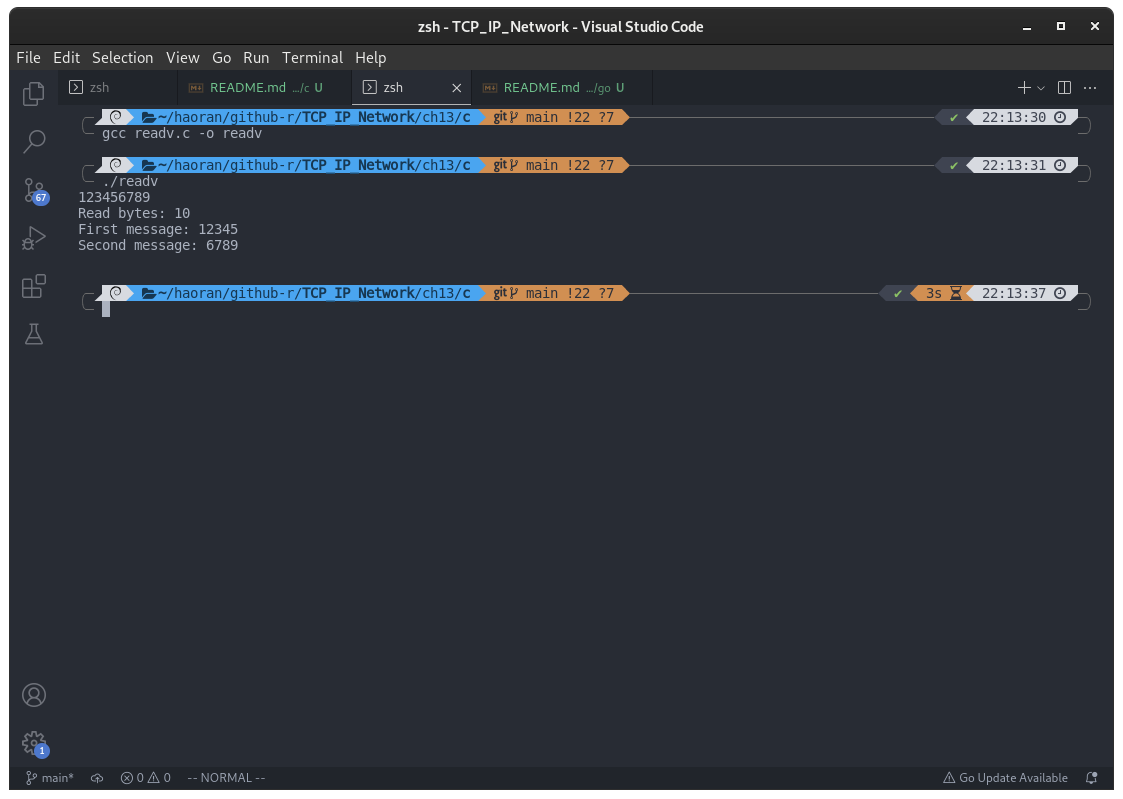 zsh - TCP_IP_Network - Visual Studio Code
File Edit Selection View Go Run Terminal Help
zsh README.md .../c U zsh README.md .../go U
~/haoran/github-r/TCP_IP_Network/ch13/c git main !22 ?7 ✔ 22:13:30
gcc readv.c -o readv
~/haoran/github-r/TCP_IP_Network/ch13/c git main !22 ?7 ✔ 22:13:31
./readv
67
123456789
Read bytes: 10
First message: 12345
Second message: 6789
~/haoran/github-r/TCP_IP_Network/ch13/c git main !22 ?7 ✔ 3s 22:13:37
1
main* 0 0 -- NORMAL -- Go Update Available